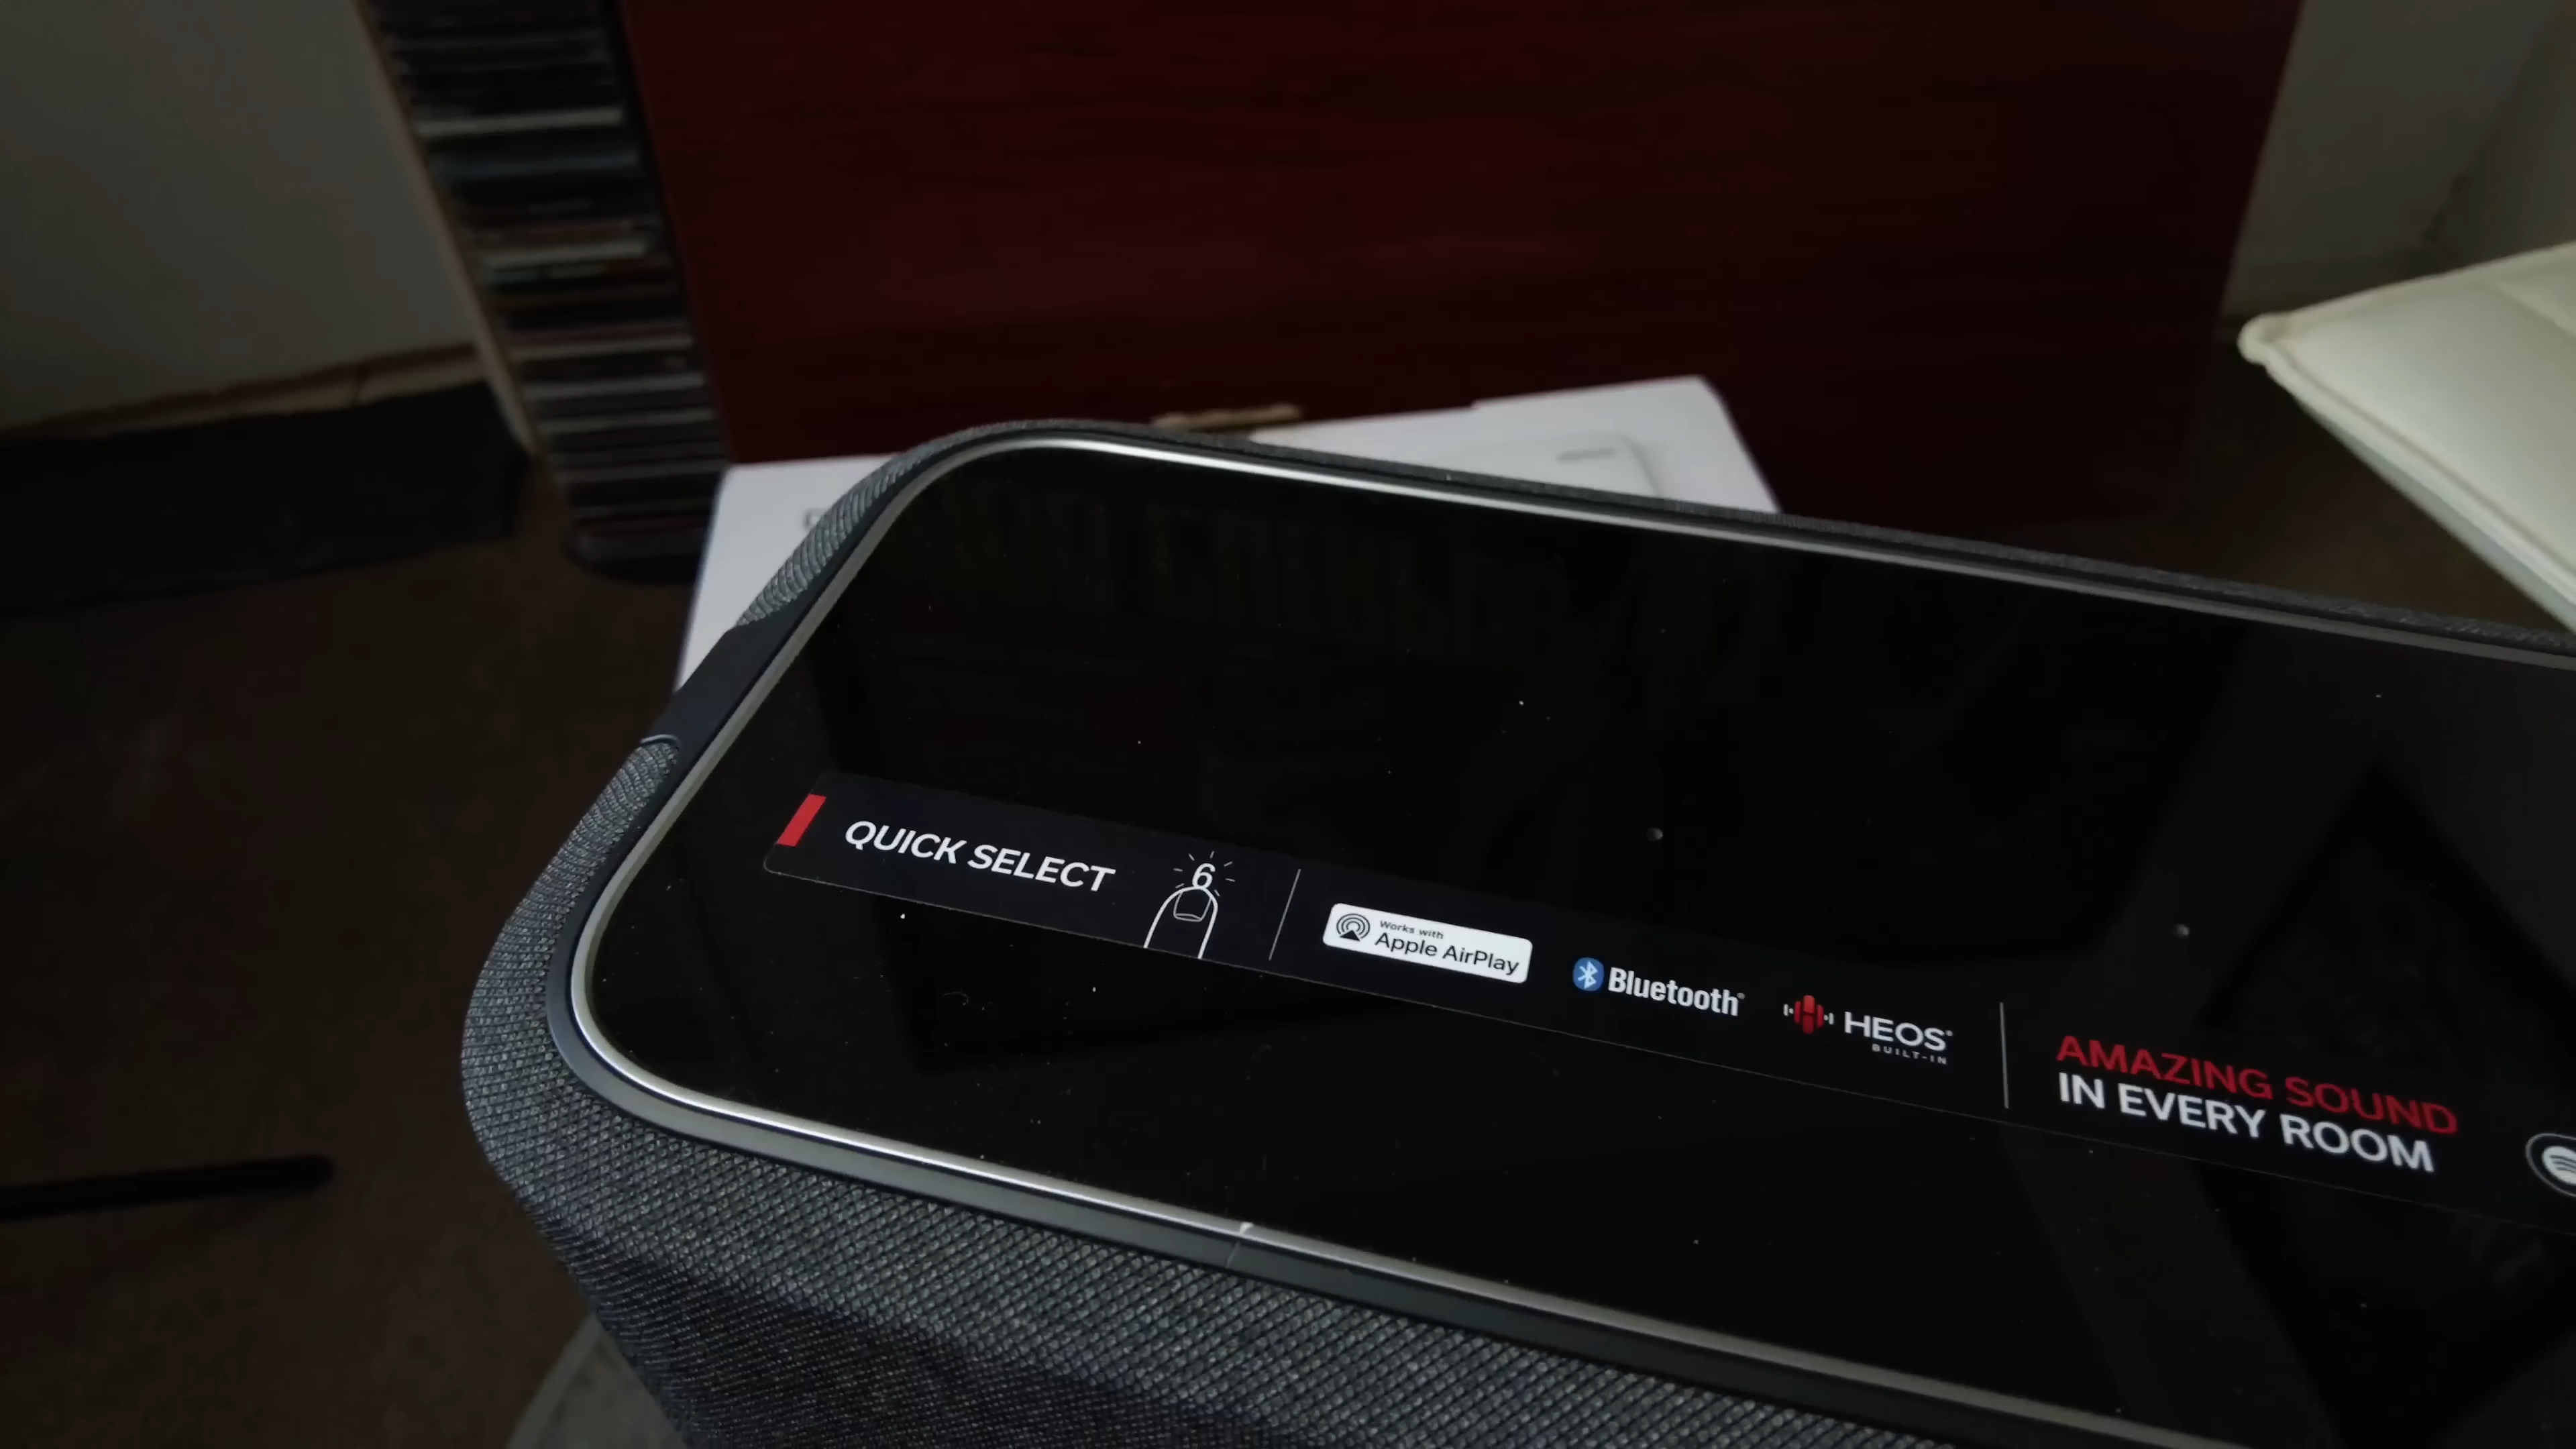 QUICK SELECT
6
Works with
Apple AirPlay
Bluetooth®
HEOS®
BUILT-IN
AMAZING SOUND
IN EVERY ROOM